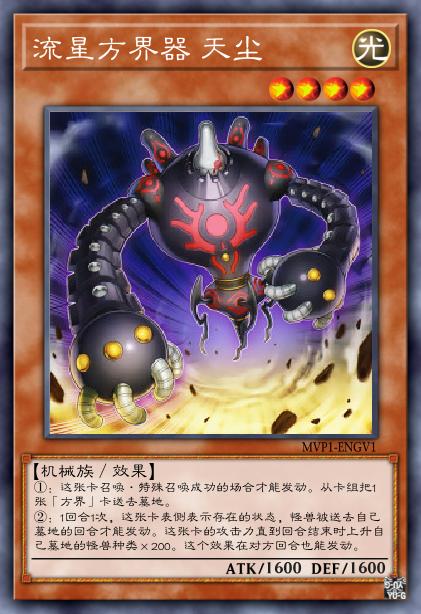 流星方界器 天尘
光
MVP1-ENGV1
【机械族/效果】
①：这张卡召唤·特殊召唤成功的场合才能发动。从卡组把1
张「方界」卡送去墓地。
②：1回合1次，这张卡表侧表示存在的状态，怪兽被送去自己
墓地的回合才能发动。这张卡的攻击力直到回合结束时上升自
己墓地的怪兽种类×200。这个效果在对方回合也能发动。
ATK/1600 DEF/1600